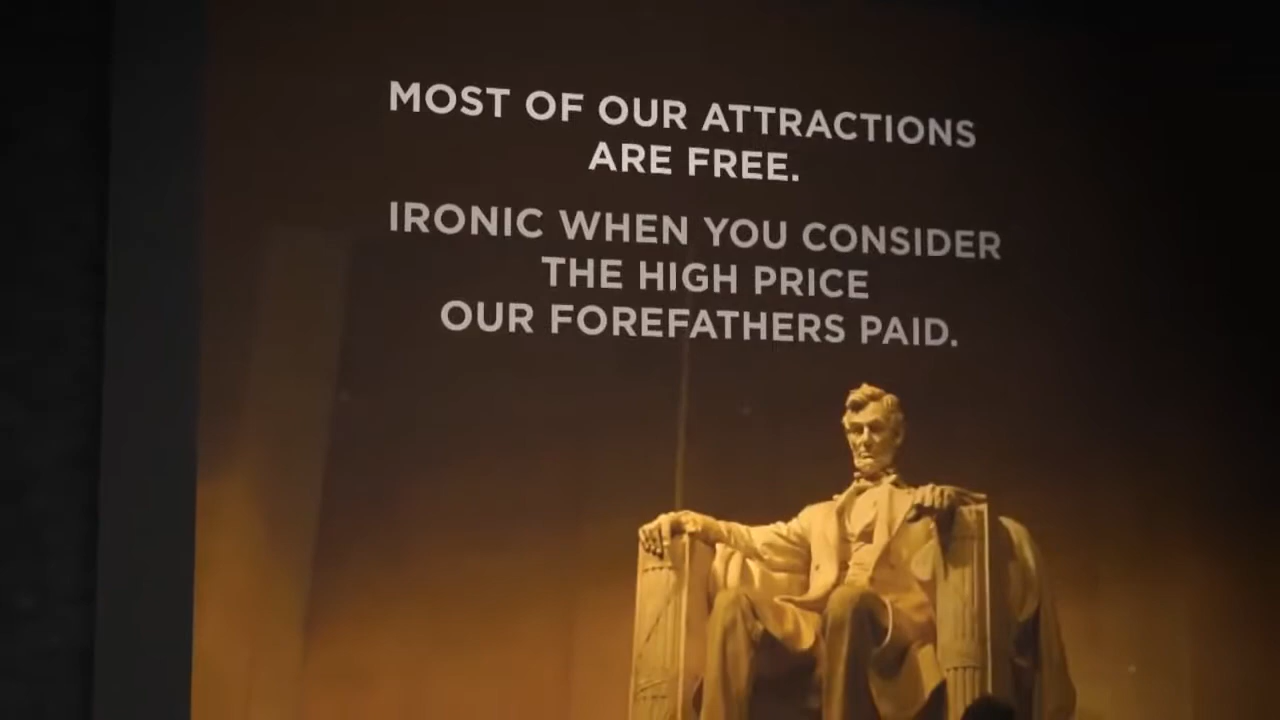 MOST OF OUR ATTRACTIONS
ARE FREE.
IRONIC WHEN YOU CONSIDER
THE HIGH PRICE
OUR FOREFATHERS PAID.